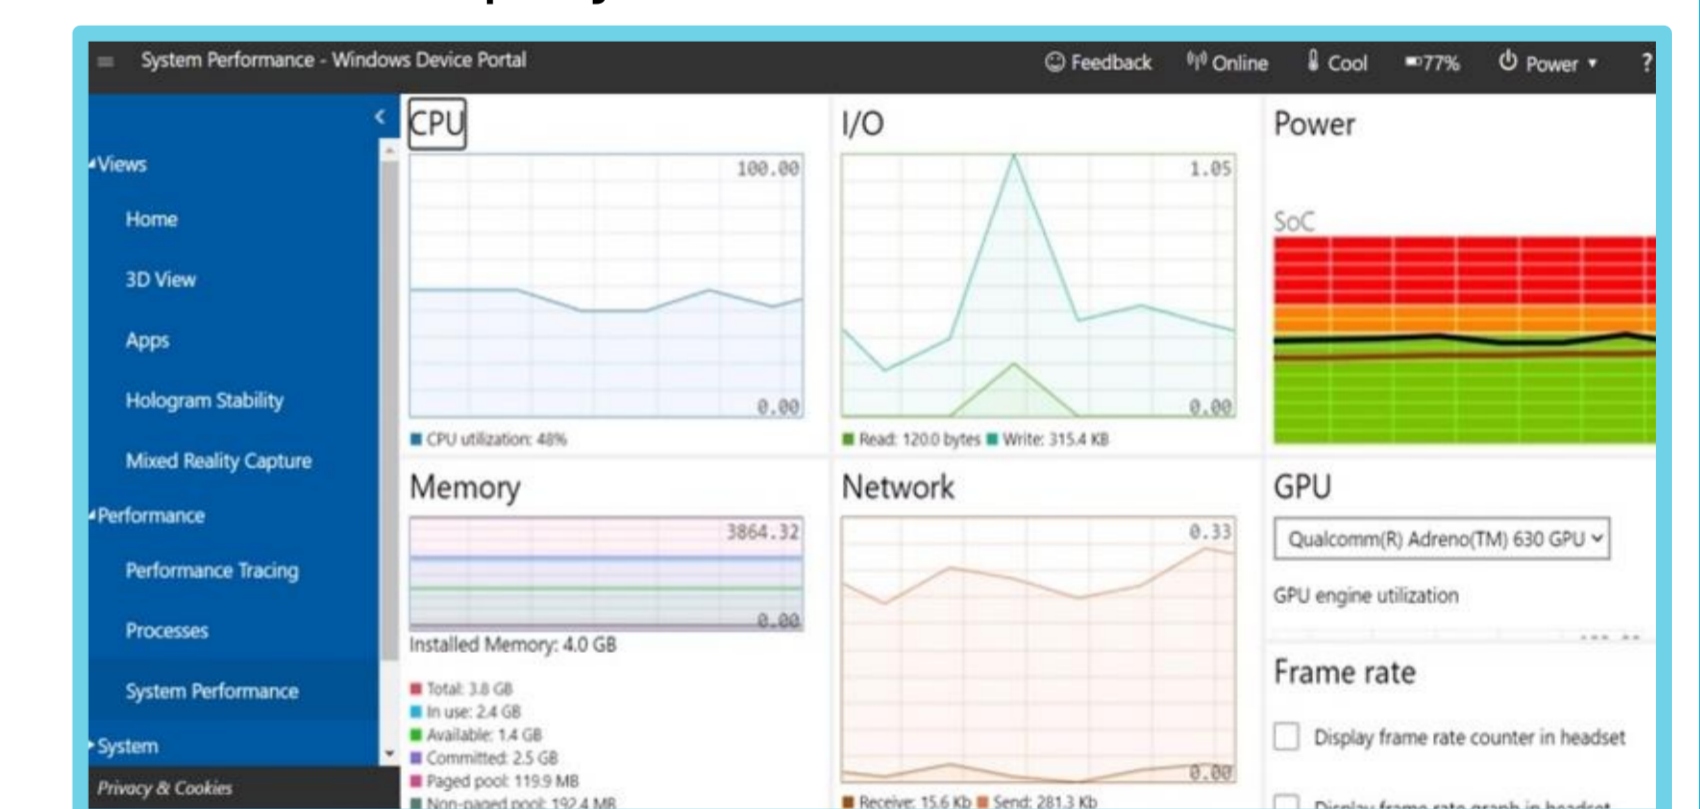 System Performance - Windows Device Portal
Feedback
Online
Cool
77%
Power
?
Views
Home
3D View
Apps
Hologram Stability
Mixed Reality Capture
Performance
Performance Tracing
Processes
System Performance
System
Privacy & Cookies
CPU
100.00
0.00
CPU utilization: 48%
I/O
1.05
0.00
Read: 120.0 bytes Write: 315.4 KB
Power
SoC
Memory
3864.32
0.00
Installed Memory: 4.0 GB
Total: 3.8 GB
In use: 2.4 GB
Available: 1.4 GB
Committed: 2.5 GB
Paged pool: 119.9 MB
Non-paged pool: 192.4 MB
Network
0.33
0.00
Receive: 15.6 Kb Send: 281.3 Kb
GPU
Qualcomm(R) Adreno(TM) 630 GPU
GPU engine utilization
Frame rate
Display frame rate counter in headset
Display frame rate graph in headset